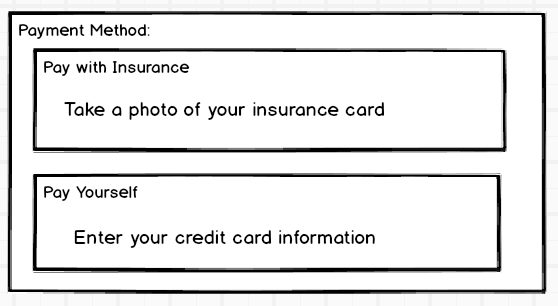 Payment Method:
Pay with Insurance
Take a photo of your insurance card
Pay Yourself
Enter your credit card information